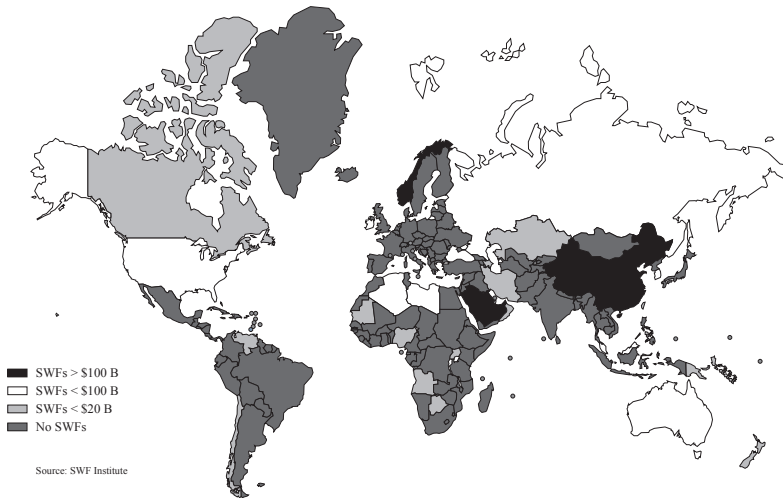 SWFs > $100 B
SWFs < $100 B
SWFs < $20 B
No SWFs
Source: SWF Institute